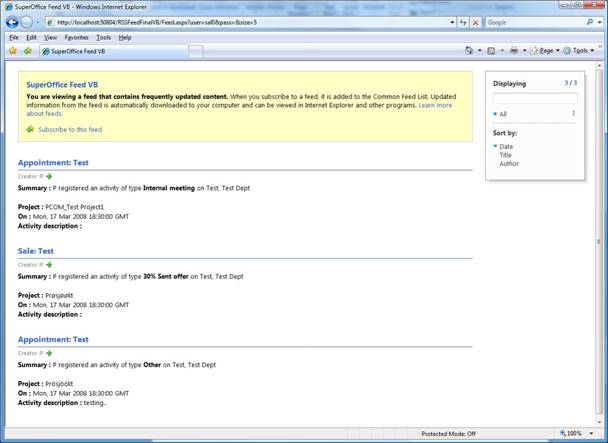 SuperOffice Feed VB - Windows Internet Explorer
http://localhost:50804/RSSFeedFinalVB/Feed.aspx?user=sal0&pass=&size=5
Google
File Edit View Favorites Tools Help
SuperOffice Feed VB
Page Tools
SuperOffice Feed VB
You are viewing a feed that contains frequently updated content. When you subscribe to a feed, it is added to the Common Feed List. Updated
information from the feed is automatically downloaded to your computer and can be viewed in Internet Explorer and other programs. Learn more
about feeds.
Subscribe to this feed
Displaying 3 / 3
All 3
Sort by:
Date
Title
Author
Appointment: Test
Creator :P
Summary : P registered an activity of type Internal meeting on Test, Test Dept
Project : PCOM_Test Project1
On : Mon, 17 Mar 2008 18:30:00 GMT
Activity description :
Sale: Test
Creator :P
Summary : P registered an activity of type 30% Sent offer on Test, Test Dept
Project : Prøsjøøkt
On : Mon, 17 Mar 2008 18:30:00 GMT
Activity description :
Appointment: Test
Creator :P
Summary : P registered an activity of type Other on Test, Test Dept
Project : Prösjöökt
On : Mon, 17 Mar 2008 18:30:00 GMT
Activity description : testing..
Protected Mode: Off 100%